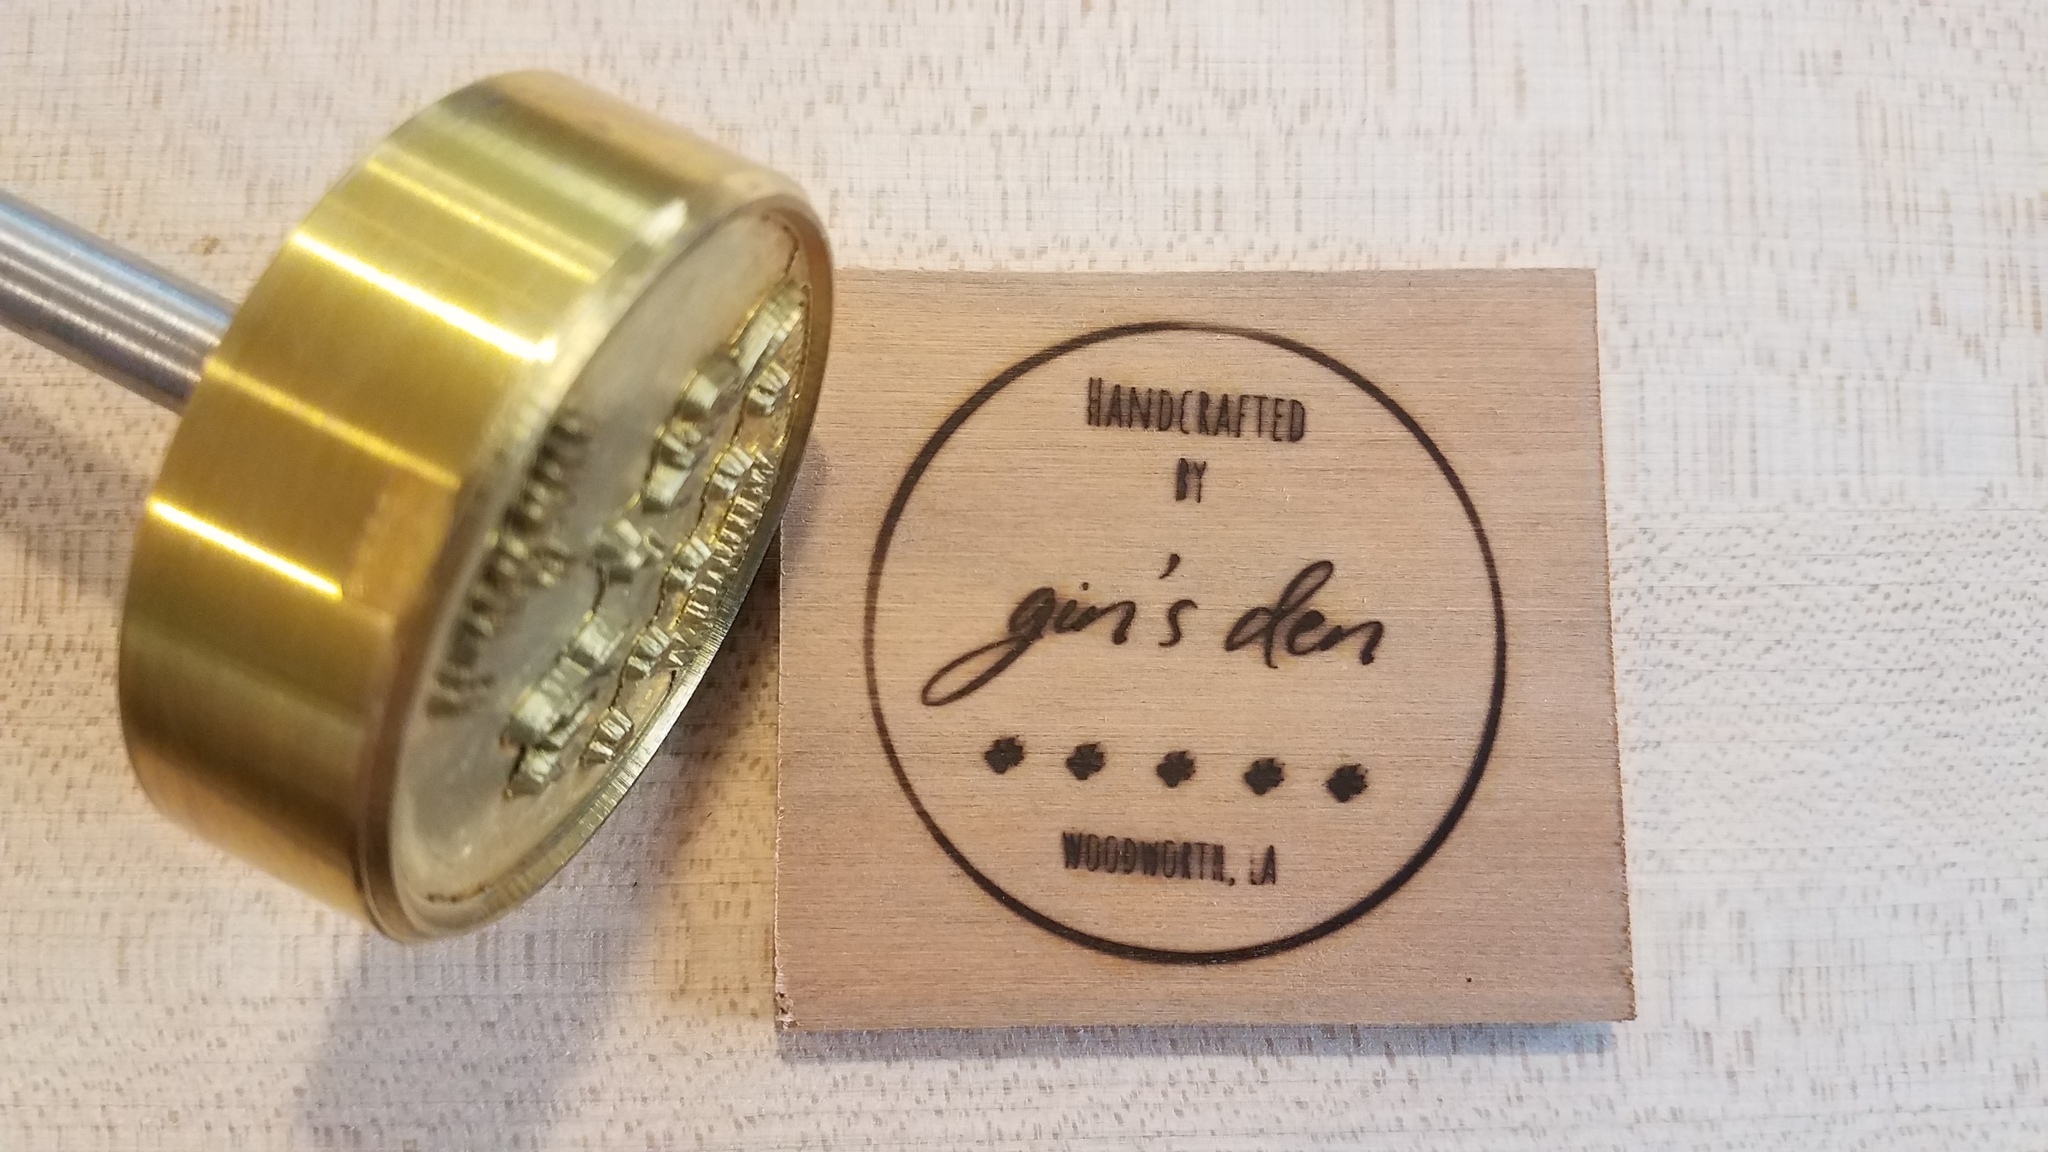 HANDCRAFTED
BY
gin's den
WOODWORTH, LA